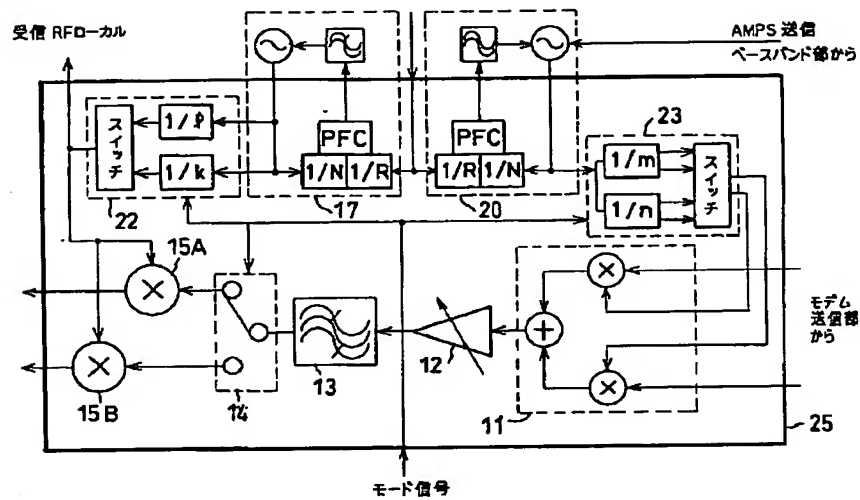 受信 RFローカル
AMPS 送信
ベースバンド部から
スイッチ
1/ℓ
1/k
22
PFC
1/N
1/R
17
PFC
1/R
1/N
20
23
1/m
1/n
スイッチ
15A
15B
14
13
12
11
モデム
送信部
から
25
モード信号